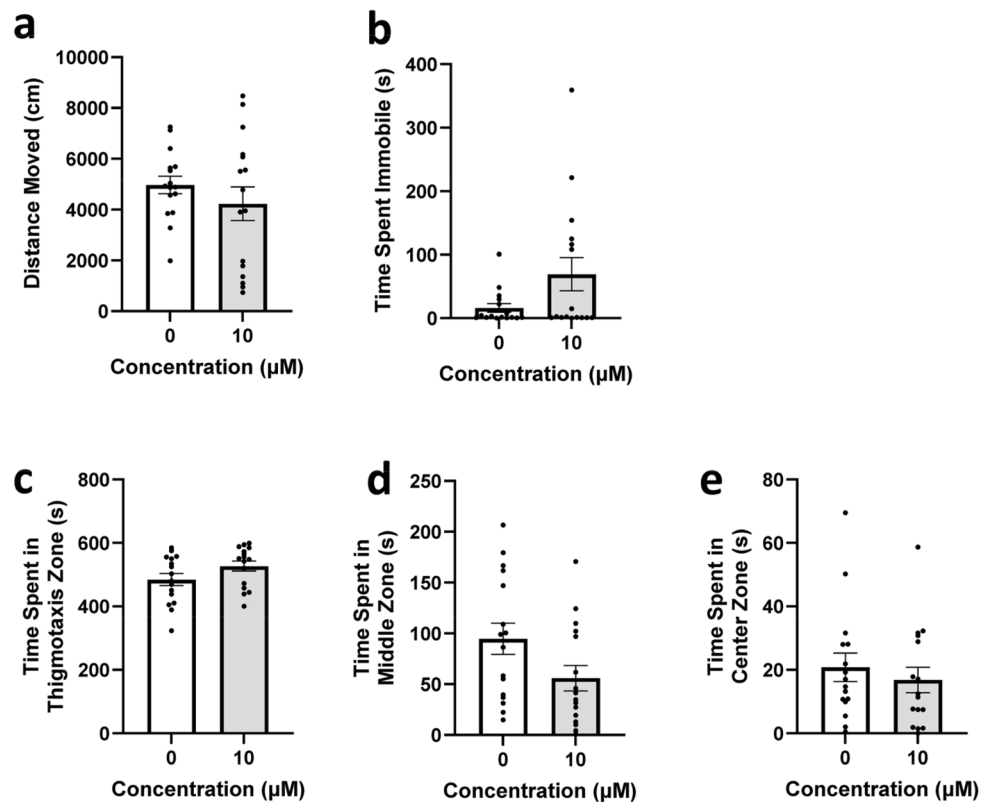 a
Distance Moved (cm)
10000
8000
6000
4000
2000
0
0 10
Concentration (µM)
b
Time Spent Immobile (s)
400
300
200
100
0
0 10
Concentration (µM)
c
Time Spent in
Thigmotaxis Zone (s)
800
600
400
200
0
0 10
Concentration (µM)
d
Time Spent in
Middle Zone (s)
250
200
150
100
50
0
0 10
Concentration (µM)
e
Time Spent in
Center Zone (s)
80
60
40
20
0
0 10
Concentration (µM)